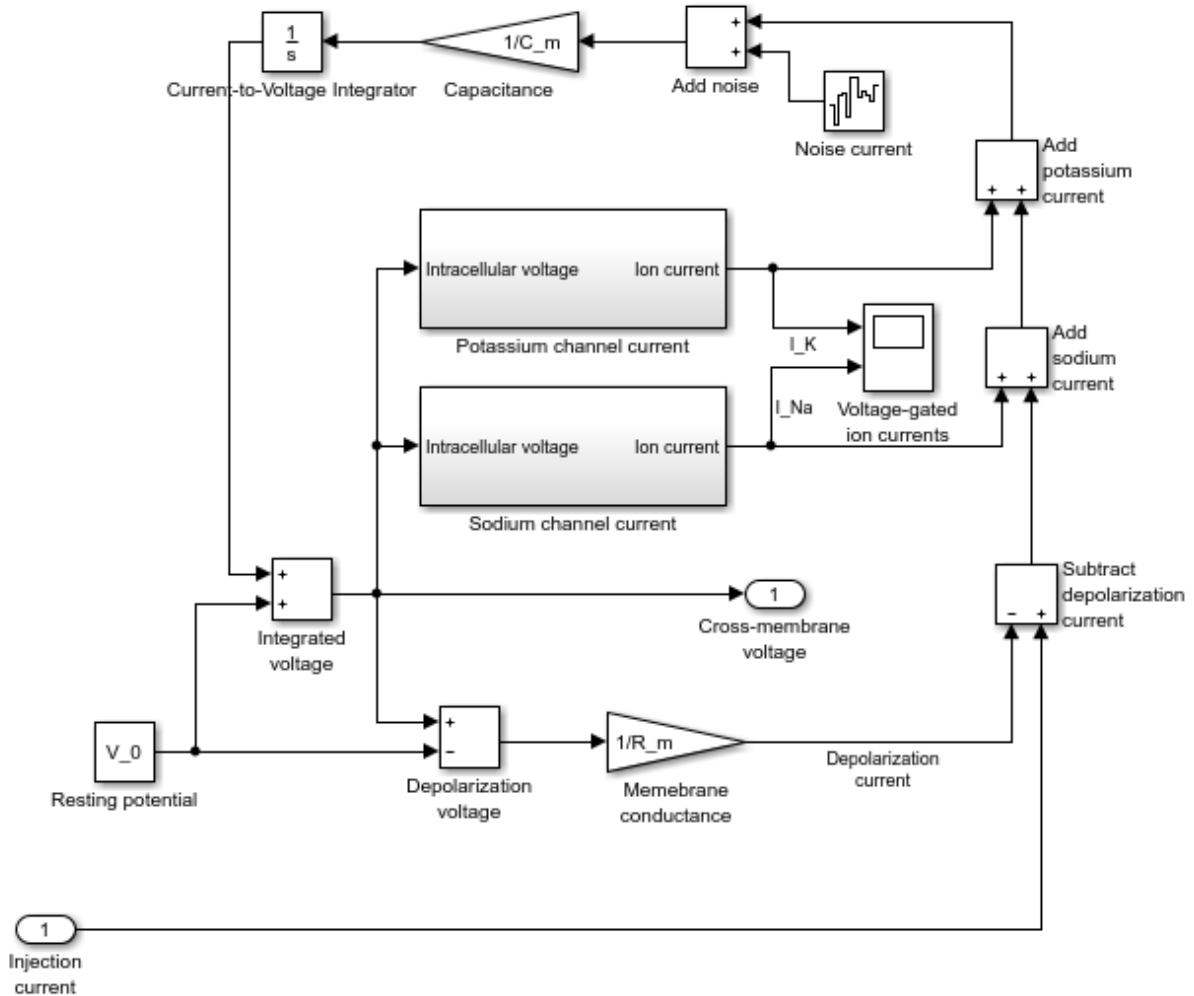 1
s
Current-to-Voltage Integrator
1/C_m
Capacitance
+
+
Add noise
Noise current
+ +
Add
potassium
current
Intracellular voltage
Ion current
Potassium channel current
I_K
I_Na
Voltage-gated
ion currents
+ +
Add
sodium
current
Intracellular voltage
Ion current
Sodium channel current
+
+
Integrated
voltage
1
Cross-membrane
voltage
− +
Subtract
depolarization
current
V_0
Resting potential
+
−
Depolarization
voltage
1/R_m
Memebrane
conductance
Depolarization
current
1
Injection
current